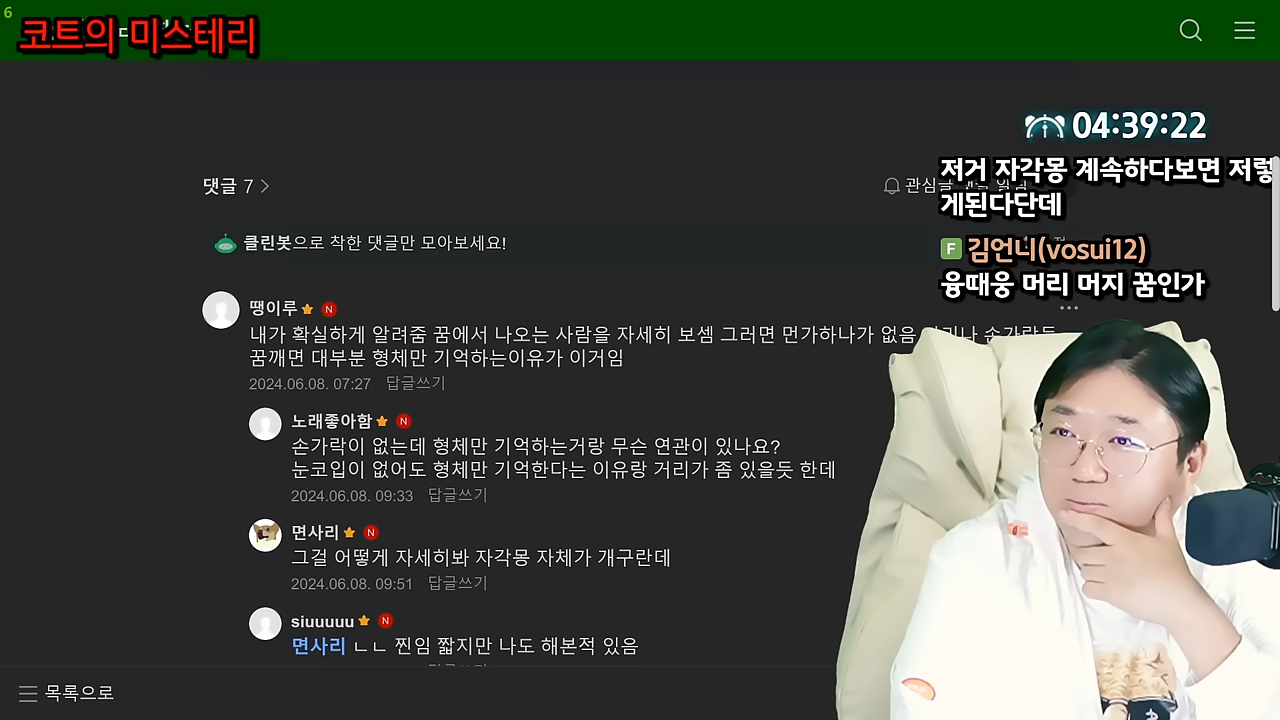 6
코트의 미스테리
04:39:22
저거 자각몽 계속하다보면 저렇
게된다단데
F 김언니(vosui12)
융때웅 머리 머지 꿈인가
댓글 7
관심글
클린봇으로 착한 댓글만 모아보세요!
땡이루 N
내가 확실하게 알려줌 꿈에서 나오는 사람을 자세히 보셈 그러면 먼가하나가 없음
꿈깨면 대부분 형체만 기억하는이유가 이거임
2024.06.08. 07:27 답글쓰기
노래좋아함 N
손가락이 없는데 형체만 기억하는거랑 무슨 연관이 있나요?
눈코입이 없어도 형체만 기억한다는 이유랑 거리가 좀 있을듯 한데
2024.06.08. 09:33 답글쓰기
면사리 N
그걸 어떻게 자세히봐 자각몽 자체가 개구란데
2024.06.08. 09:51 답글쓰기
siuuuuu N
면사리 ㄴㄴ 찐임 짧지만 나도 해본적 있음
목록으로